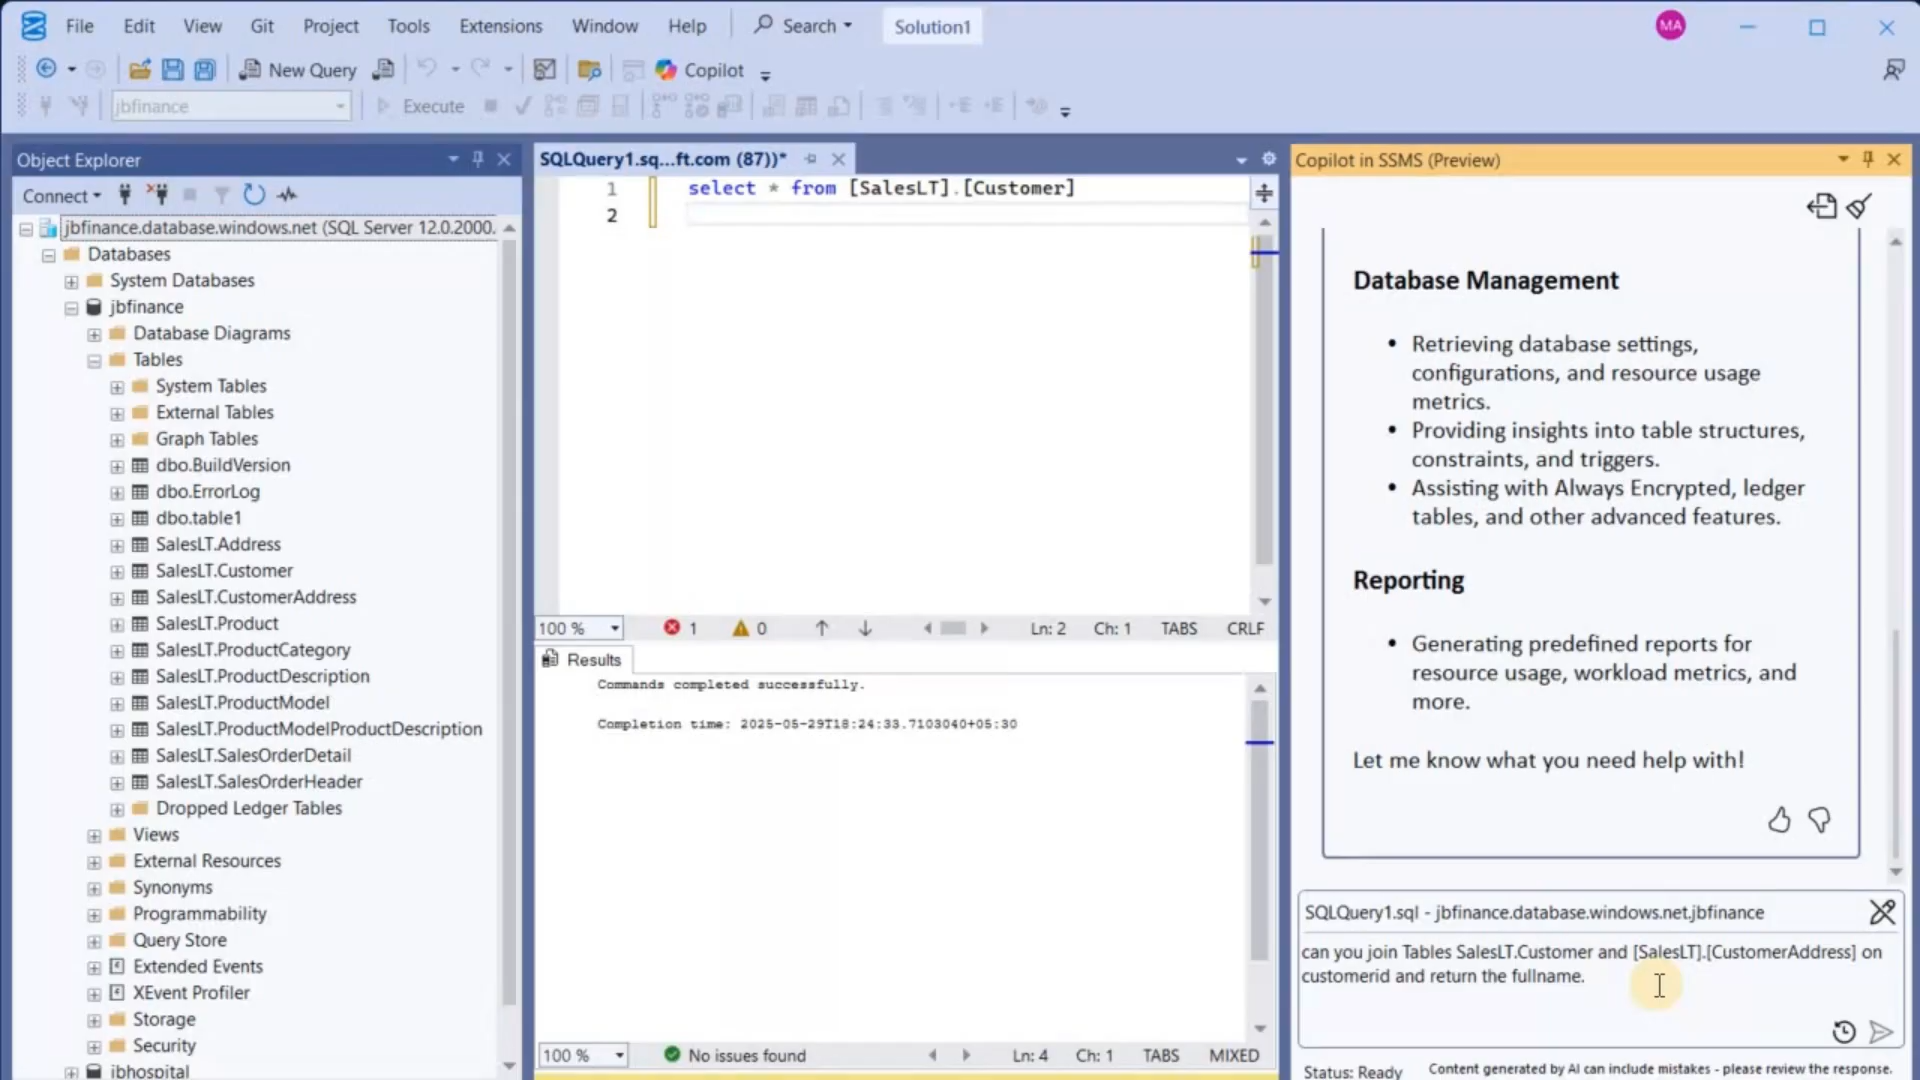 File Edit View Git Project Tools Extensions Window Help Search Solution1 MA
New Query Copilot
jbfinance Execute
Object Explorer
Connect
jbfinance.database.windows.net (SQL Server 12.0.2000.
Databases
System Databases
jbfinance
Database Diagrams
Tables
System Tables
External Tables
Graph Tables
dbo.BuildVersion
dbo.ErrorLog
dbo.table1
SalesLT.Address
SalesLT.Customer
SalesLT.CustomerAddress
SalesLT.Product
SalesLT.ProductCategory
SalesLT.ProductDescription
SalesLT.ProductModel
SalesLT.ProductModelProductDescription
SalesLT.SalesOrderDetail
SalesLT.SalesOrderHeader
Dropped Ledger Tables
Views
External Resources
Synonyms
Programmability
Query Store
Extended Events
XEvent Profiler
Storage
Security
SQLQuery1.sq...ft.com (87))*
1 select * from [SalesLT].[Customer]
2
100 % 1 0 Ln: 2 Ch: 1 TABS CRLF
Results
Commands completed successfully.
Completion time: 2025-05-29T18:24:33.7103040+05:30
100 % No issues found Ln: 4 Ch: 1 TABS MIXED
Copilot in SSMS (Preview)
Database Management
• Retrieving database settings,
configurations, and resource usage
metrics.
• Providing insights into table structures,
constraints, and triggers.
• Assisting with Always Encrypted, ledger
tables, and other advanced features.
Reporting
• Generating predefined reports for
resource usage, workload metrics, and
more.
Let me know what you need help with!
SQLQuery1.sql - jbfinance.database.windows.net.jbfinance
can you join Tables SalesLT.Customer and [SalesLT].[CustomerAddress] on
customerid and return the fullname.
Status: Ready Content generated by AI can include mistakes - please review the response.